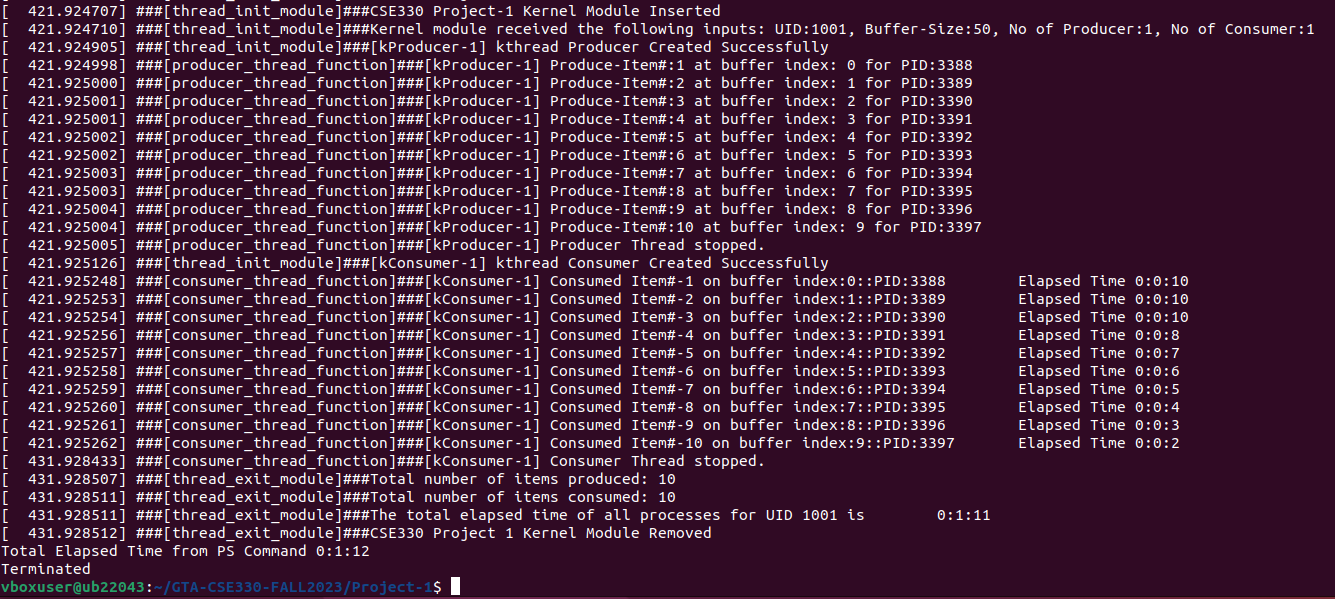 [  421.924707] ###[thread_init_module]###CSE330 Project-1 Kernel Module Inserted
[  421.924710] ###[thread_init_module]###Kernel module received the following inputs: UID:1001, Buffer-Size:50, No of Producer:1, No of Consumer:1
[  421.924905] ###[thread_init_module]###[kProducer-1] kthread Producer Created Successfully
[  421.924998] ###[producer_thread_function]###[kProducer-1] Produce-Item#:1 at buffer index: 0 for PID:3388
[  421.925000] ###[producer_thread_function]###[kProducer-1] Produce-Item#:2 at buffer index: 1 for PID:3389
[  421.925001] ###[producer_thread_function]###[kProducer-1] Produce-Item#:3 at buffer index: 2 for PID:3390
[  421.925001] ###[producer_thread_function]###[kProducer-1] Produce-Item#:4 at buffer index: 3 for PID:3391
[  421.925002] ###[producer_thread_function]###[kProducer-1] Produce-Item#:5 at buffer index: 4 for PID:3392
[  421.925002] ###[producer_thread_function]###[kProducer-1] Produce-Item#:6 at buffer index: 5 for PID:3393
[  421.925003] ###[producer_thread_function]###[kProducer-1] Produce-Item#:7 at buffer index: 6 for PID:3394
[  421.925003] ###[producer_thread_function]###[kProducer-1] Produce-Item#:8 at buffer index: 7 for PID:3395
[  421.925004] ###[producer_thread_function]###[kProducer-1] Produce-Item#:9 at buffer index: 8 for PID:3396
[  421.925004] ###[producer_thread_function]###[kProducer-1] Produce-Item#:10 at buffer index: 9 for PID:3397
[  421.925005] ###[producer_thread_function]###[kProducer-1] Producer Thread stopped.
[  421.925126] ###[thread_init_module]###[kConsumer-1] kthread Consumer Created Successfully
[  421.925248] ###[consumer_thread_function]###[kConsumer-1] Consumed Item#-1 on buffer index:0::PID:3388        Elapsed Time 0:0:10
[  421.925253] ###[consumer_thread_function]###[kConsumer-1] Consumed Item#-2 on buffer index:1::PID:3389        Elapsed Time 0:0:10
[  421.925254] ###[consumer_thread_function]###[kConsumer-1] Consumed Item#-3 on buffer index:2::PID:3390        Elapsed Time 0:0:10
[  421.925256] ###[consumer_thread_function]###[kConsumer-1] Consumed Item#-4 on buffer index:3::PID:3391        Elapsed Time 0:0:8
[  421.925257] ###[consumer_thread_function]###[kConsumer-1] Consumed Item#-5 on buffer index:4::PID:3392        Elapsed Time 0:0:7
[  421.925258] ###[consumer_thread_function]###[kConsumer-1] Consumed Item#-6 on buffer index:5::PID:3393        Elapsed Time 0:0:6
[  421.925259] ###[consumer_thread_function]###[kConsumer-1] Consumed Item#-7 on buffer index:6::PID:3394        Elapsed Time 0:0:5
[  421.925260] ###[consumer_thread_function]###[kConsumer-1] Consumed Item#-8 on buffer index:7::PID:3395        Elapsed Time 0:0:4
[  421.925261] ###[consumer_thread_function]###[kConsumer-1] Consumed Item#-9 on buffer index:8::PID:3396        Elapsed Time 0:0:3
[  421.925262] ###[consumer_thread_function]###[kConsumer-1] Consumed Item#-10 on buffer index:9::PID:3397       Elapsed Time 0:0:2
[  431.928433] ###[consumer_thread_function]###[kConsumer-1] Consumer Thread stopped.
[  431.928507] ###[thread_exit_module]###Total number of items produced: 10
[  431.928511] ###[thread_exit_module]###Total number of items consumed: 10
[  431.928511] ###[thread_exit_module]###The total elapsed time of all processes for UID 1001 is        0:1:11
[  431.928512] ###[thread_exit_module]###CSE330 Project 1 Kernel Module Removed
Total Elapsed Time from PS Command 0:1:12
Terminated
vboxuser@ub22043:~/GTA-CSE330-FALL2023/Project-1$